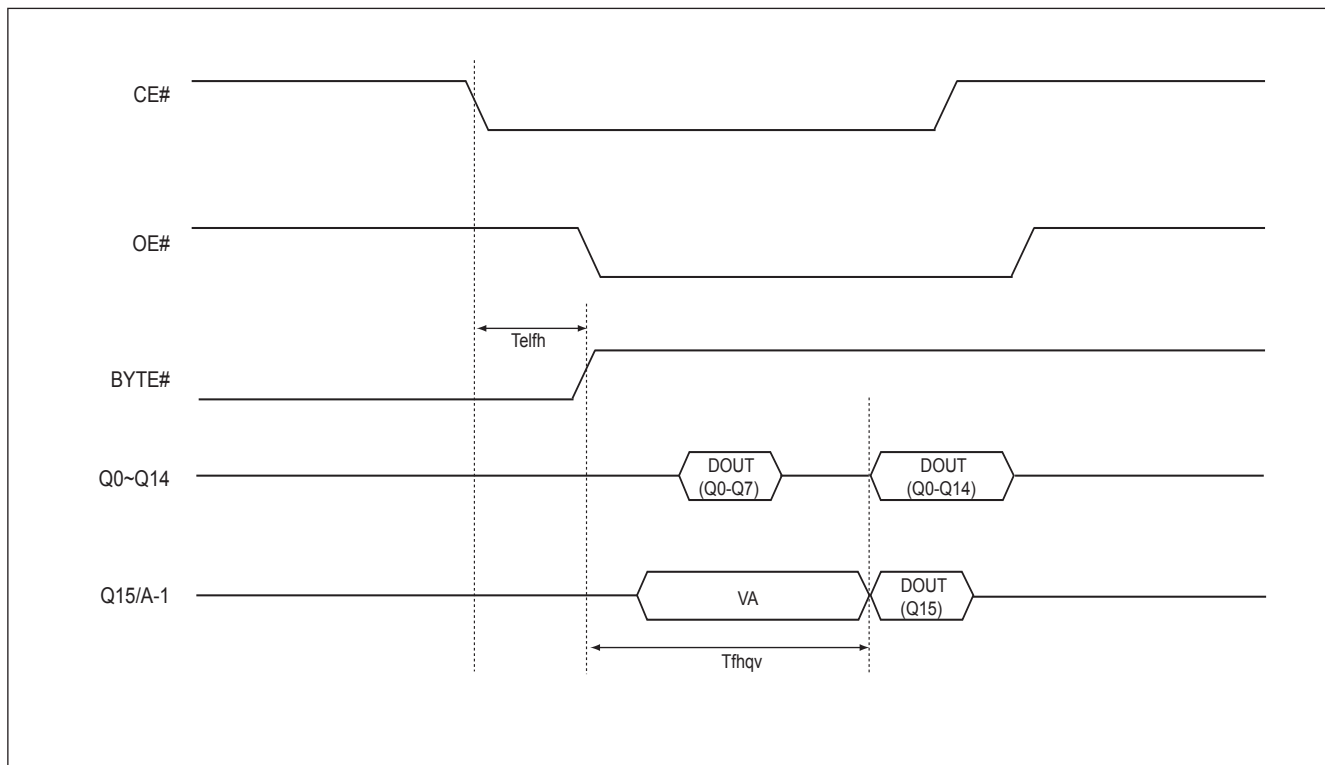 CE#
OE#
Telfh
BYTE#
Q0~Q14
DOUT
(Q0-Q7)
DOUT
(Q0-Q14)
Q15/A-1
VA
DOUT
(Q15)
Tfhqv